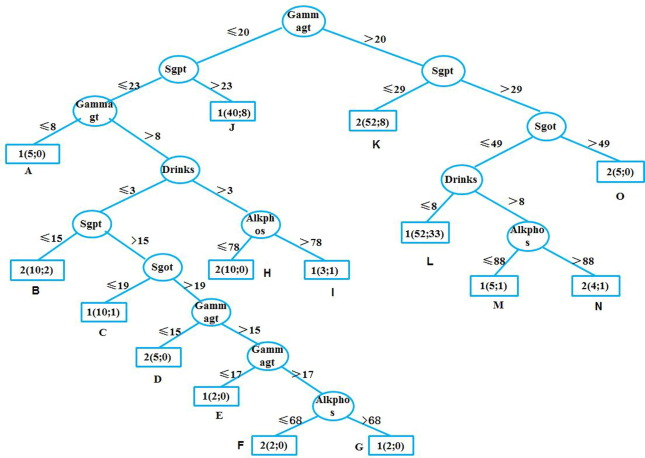 Gamm
agt
≤20
>20
Sgpt
Sgpt
≤23
>23
≤29
>29
Gamma
gt
1(40;8)
J
2(52;8)
K
Sgot
≤8
>8
≤49
>49
1(5;0)
A
Drinks
Drinks
2(5;0)
O
≤3
>3
≤8
>8
Sgpt
Alkp
hos
1(52;33)
L
Alkpho
s
≤15
>15
≤78
>78
≤88
>88
2(10;2)
B
Sgot
2(10;0)
H
1(3;1)
I
1(5;1)
M
2(4;1)
N
≤19
>19
1(10;1)
C
Gamm
agt
≤15
>15
2(5;0)
D
Gamm
agt
≤17
>17
1(2;0)
E
Alkpho
s
≤68
>68
F
2(2;0)
G
1(2;0)